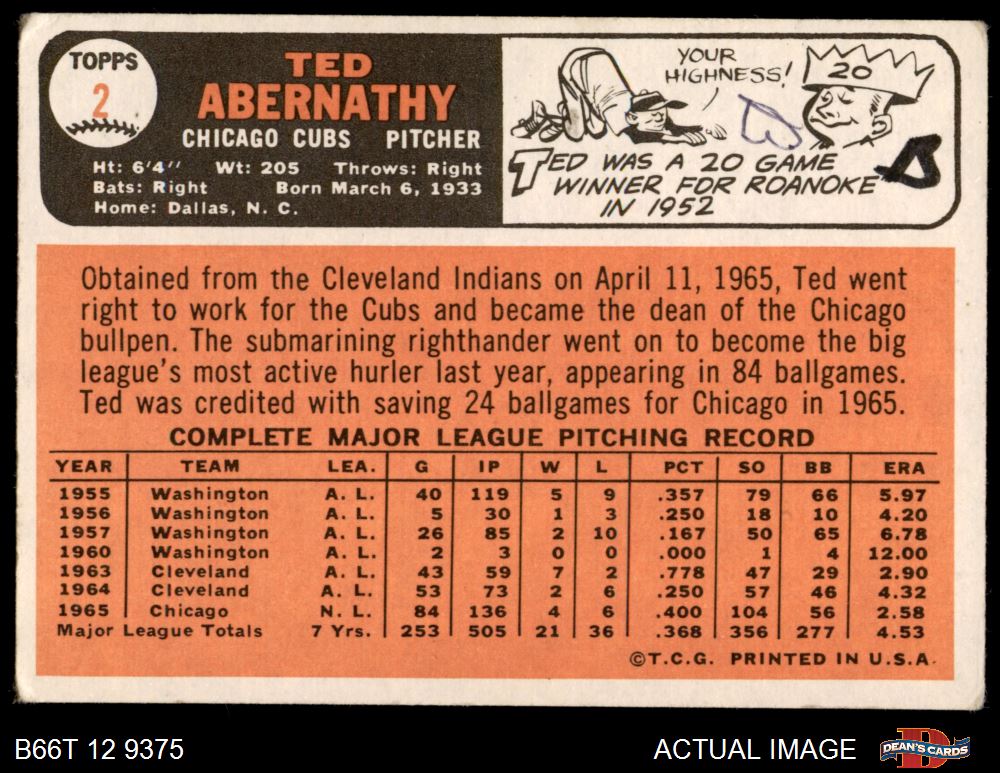 TOPPS
2
TED
ABERNATHY
CHICAGO CUBS PITCHER
Ht: 6'4'' Wt: 205 Throws: Right
Bats: Right Born March 6, 1933
Home: Dallas, N. C.
YOUR
HIGHNESS!
20
B
B
TED WAS A 20 GAME
WINNER FOR ROANOKE
IN 1952
Obtained from the Cleveland Indians on April 11, 1965, Ted went
right to work for the Cubs and became the dean of the Chicago
bullpen. The submarining righthander went on to become the big
league's most active hurler last year, appearing in 84 ballgames.
Ted was credited with saving 24 ballgames for Chicago in 1965.
COMPLETE MAJOR LEAGUE PITCHING RECORD
YEAR TEAM LEA. G IP W L PCT SO BB ERA
1955 Washington A. L. 40 119 5 9 .357 79 66 5.97
1956 Washington A. L. 5 30 1 3 .250 18 10 4.20
1957 Washington A. L. 26 85 2 10 .167 50 65 6.78
1960 Washington A. L. 2 3 0 0 .000 1 4 12.00
1963 Cleveland A. L. 43 59 7 2 .778 47 29 2.90
1964 Cleveland A. L. 53 73 2 6 .250 57 46 4.32
1965 Chicago N. L. 84 136 4 6 .400 104 56 2.58
Major League Totals 7 Yrs. 253 505 21 36 .368 356 277 4.53
©T.C.G. PRINTED IN U.S.A.
B66T 12 9375 ACTUAL IMAGE DEAN'S CARDS